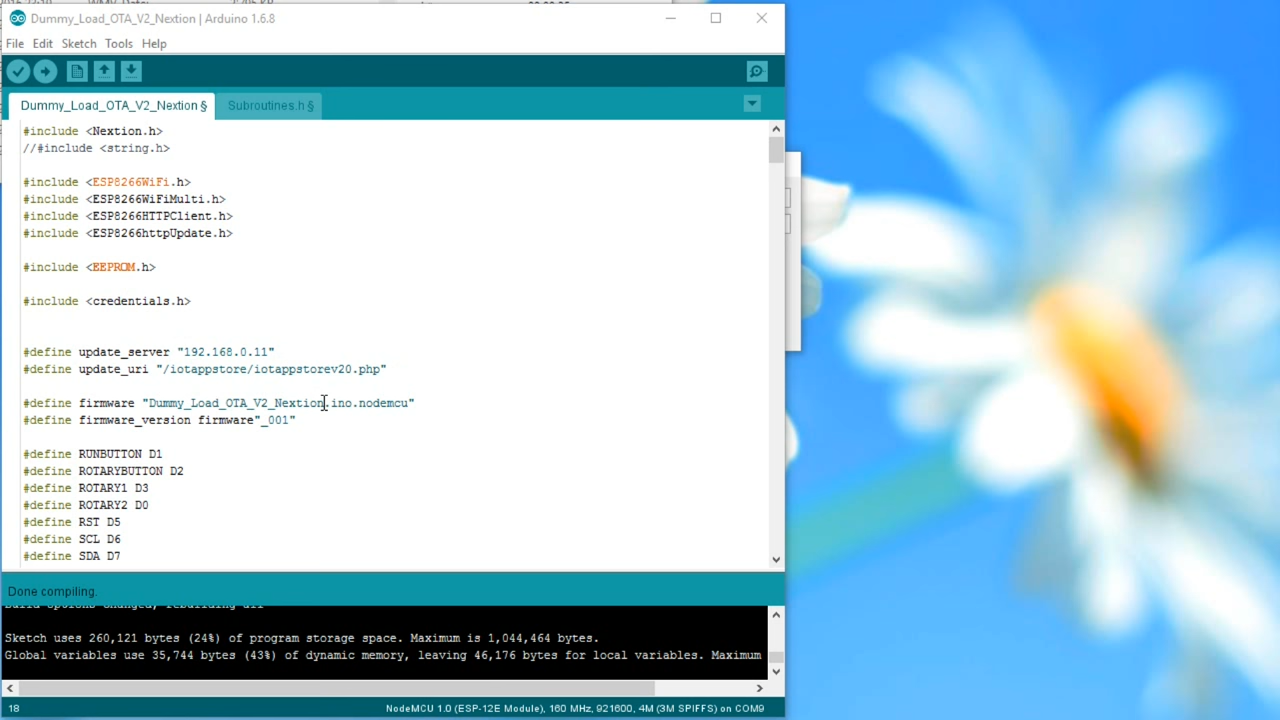 Dummy_Load_OTA_V2_Nextion | Arduino 1.6.8
File Edit Sketch Tools Help
Dummy_Load_OTA_V2_Nextion §
Subroutines.h §
#include <Nextion.h>
//#include <string.h>
#include <ESP8266WiFi.h>
#include <ESP8266WiFiMulti.h>
#include <ESP8266HTTPClient.h>
#include <ESP8266httpUpdate.h>
#include <EEPROM.h>
#include <credentials.h>
#define update_server "192.168.0.11"
#define update_uri "/iotappstore/iotappstorev20.php"
#define firmware "Dummy_Load_OTA_V2_Nextion.ino.nodemcu"
#define firmware_version firmware"_001"
#define RUNBUTTON D1
#define ROTARYBUTTON D2
#define ROTARY1 D3
#define ROTARY2 D0
#define RST D5
#define SCL D6
#define SDA D7
Done compiling.
Build options changed, rebuilding all
Sketch uses 260,121 bytes (24%) of program storage space. Maximum is 1,044,464 bytes.
Global variables use 35,744 bytes (43%) of dynamic memory, leaving 46,176 bytes for local variables. Maximum
18
NodeMCU 1.0 (ESP-12E Module), 160 MHz, 921600, 4M (3M SPIFFS) on COM9